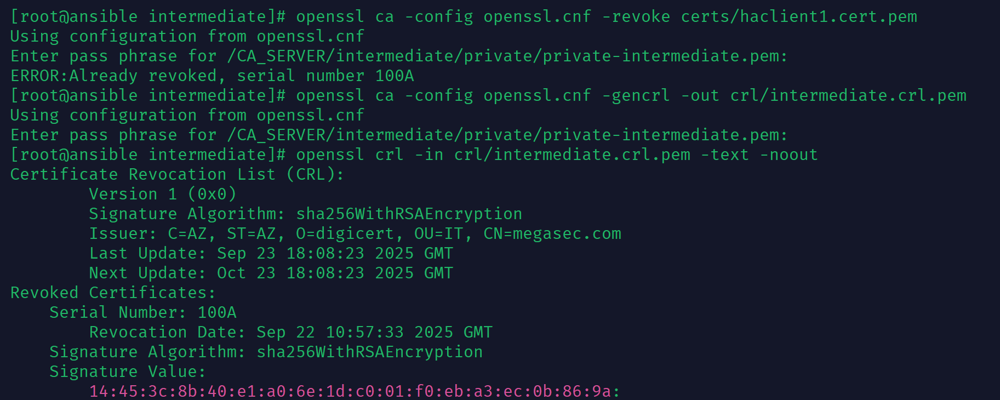 [root@ansible intermediate]# openssl ca -config openssl.cnf -revoke certs/haclient1.cert.pem
Using configuration from openssl.cnf
Enter pass phrase for /CA_SERVER/intermediate/private/private-intermediate.pem:
ERROR:Already revoked, serial number 100A
[root@ansible intermediate]# openssl ca -config openssl.cnf -gencrl -out crl/intermediate.crl.pem
Using configuration from openssl.cnf
Enter pass phrase for /CA_SERVER/intermediate/private/private-intermediate.pem:
[root@ansible intermediate]# openssl crl -in crl/intermediate.crl.pem -text -noout
Certificate Revocation List (CRL):
        Version 1 (0x0)
        Signature Algorithm: sha256WithRSAEncryption
        Issuer: C=AZ, ST=AZ, O=digicert, OU=IT, CN=megasec.com
        Last Update: Sep 23 18:08:23 2025 GMT
        Next Update: Oct 23 18:08:23 2025 GMT
Revoked Certificates:
    Serial Number: 100A
        Revocation Date: Sep 22 10:57:33 2025 GMT
    Signature Algorithm: sha256WithRSAEncryption
    Signature Value:
        14:45:3c:8b:40:e1:a0:6e:1d:c0:01:f0:eb:a3:ec:0b:86:9a: